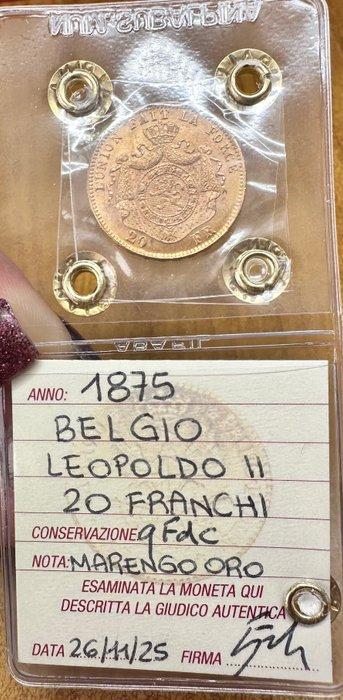 L'UNION FAIT LA FORCE
20 FR
ANNO: 1875
BELGIO
LEOPOLDO II
20 FRANCHI
CONSERVAZIONE qFdc
NOTA: MARENGO ORO
ESAMINATA LA MONETA QUI
DESCRITTA LA GIUDICO AUTENTICA
DATA 26/11/25 FIRMA